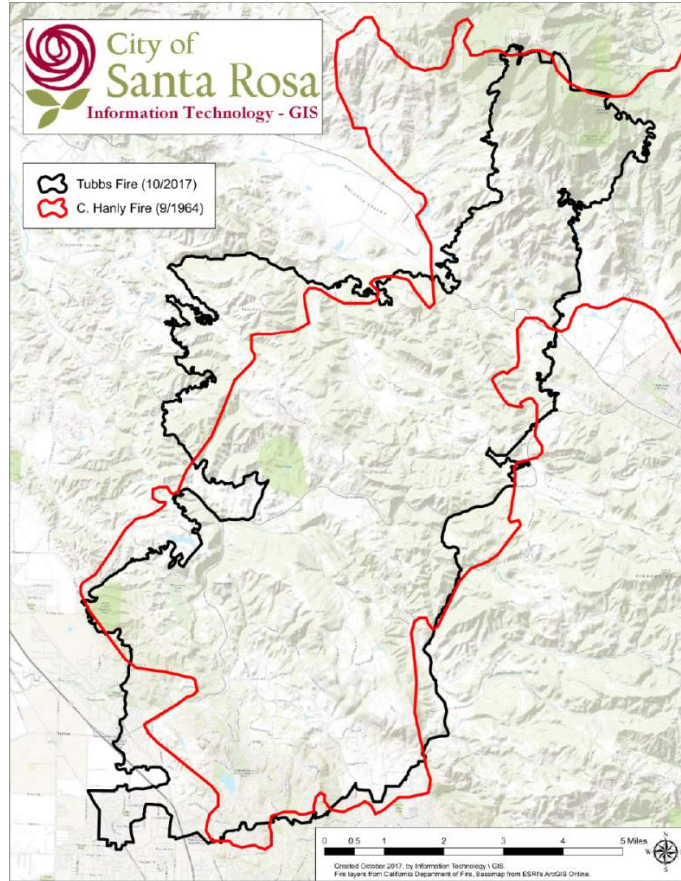 City of
Santa Rosa
Information Technology - GIS
Tubbs Fire (10/2017)
C. Hanly Fire (9/1964)
N
W
E
S
0 0.5 1 2 3 4 5 Miles
Created October 2017, by Information Technology \ GIS.
Fire layers from California Department of Fire, Basemap from ESRI's ArcGIS Online.